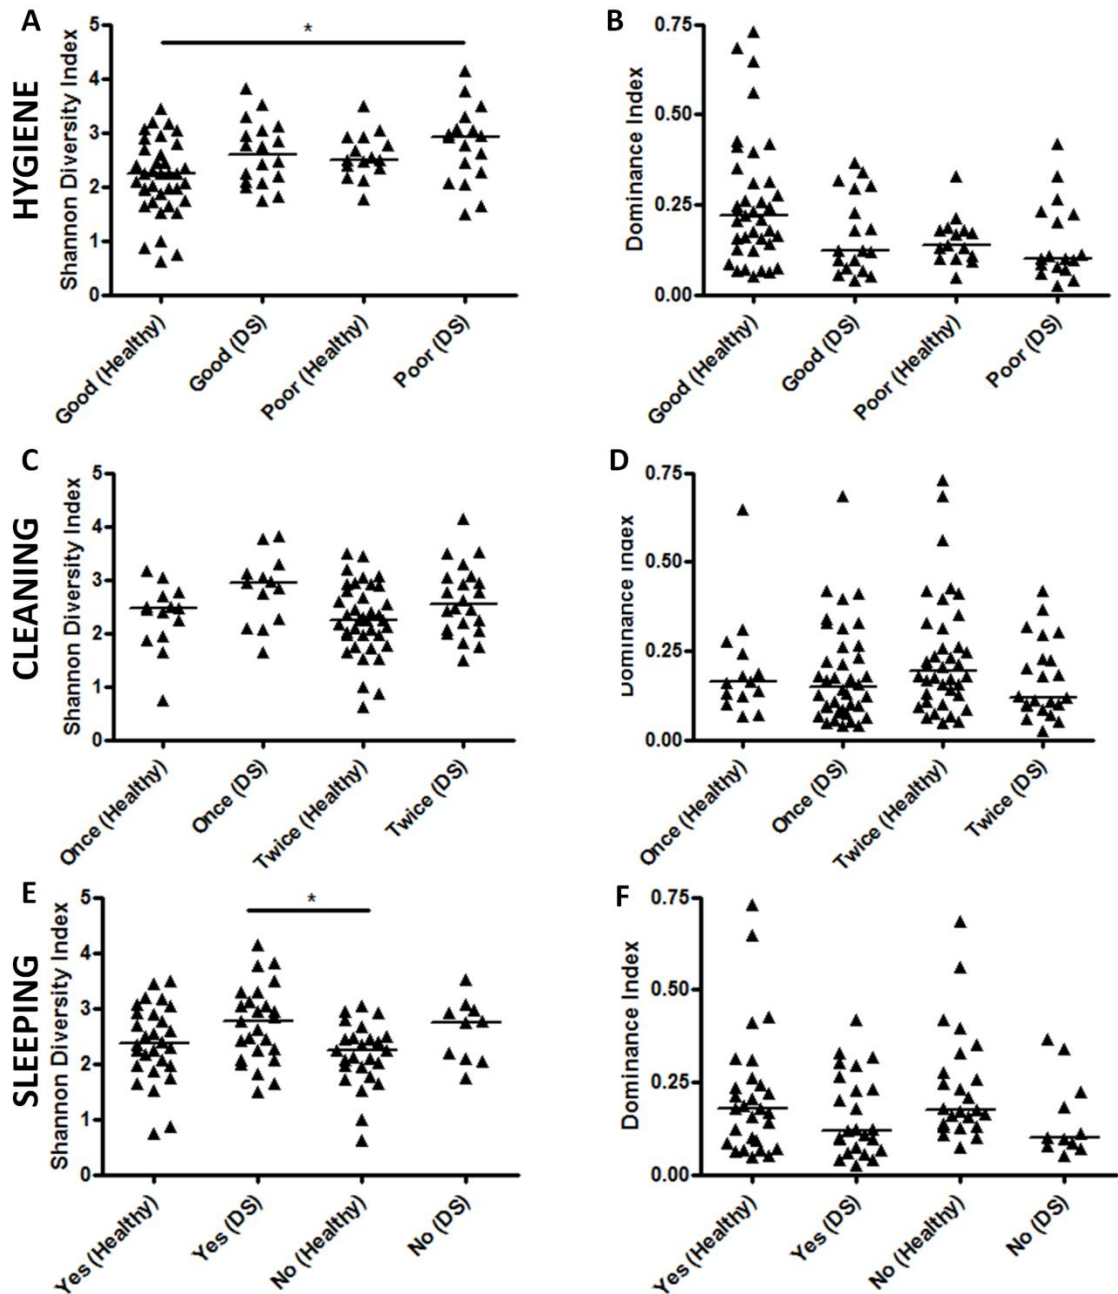 A
HYGIENE
Shannon Diversity Index
5
4
3
2
1
0
*
Good (Healthy)
Good (DS)
Poor (Healthy)
Poor (DS)
B
Dominance Index
0.75
0.50
0.25
0.00
Good (Healthy)
Good (DS)
Poor (Healthy)
Poor (DS)
C
CLEANING
Shannon Diversity Index
5
4
3
2
1
0
Once (Healthy)
Once (DS)
Twice (Healthy)
Twice (DS)
D
Dominance Index
0.75
0.50
0.25
0.00
Once (Healthy)
Once (DS)
Twice (Healthy)
Twice (DS)
E
SLEEPING
Shannon Diversity Index
5
4
3
2
1
0
*
Yes (Healthy)
Yes (DS)
No (Healthy)
No (DS)
F
Dominance Index
0.75
0.50
0.25
0.00
Yes (Healthy)
Yes (DS)
No (Healthy)
No (DS)